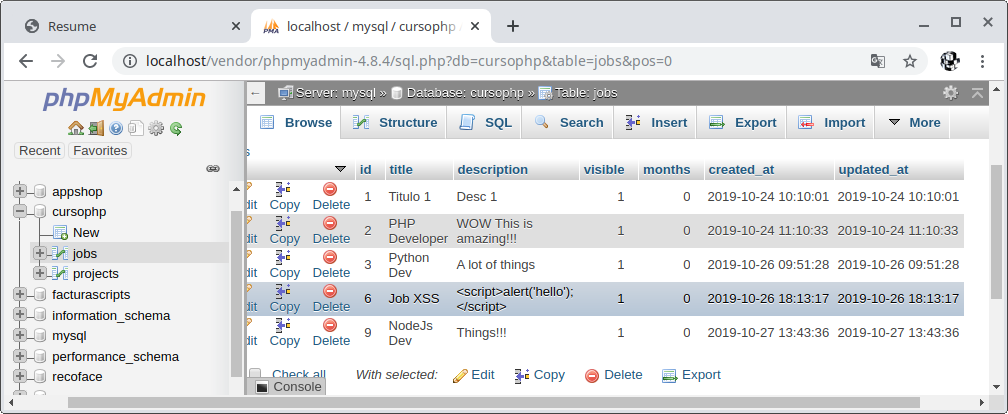 Resume
localhost / mysql / cursophp
localhost/vendor/phpmyadmin-4.8.4/sql.php?db=cursophp&table=jobs&pos=0
phpMyAdmin
Recent Favorites
appshop
cursophp
New
jobs
projects
facturascripts
information_schema
mysql
performance_schema
recoface
← Server: mysql » Database: cursophp » Table: jobs
Browse Structure SQL Search Insert Export Import More
s
id title description visible months created_at updated_at
dit Copy Delete 1 Titulo 1 Desc 1 1 0 2019-10-24 10:10:01 2019-10-24 10:10:01
dit Copy Delete 2 PHP Developer WOW This is amazing!!! 1 0 2019-10-24 11:10:33 2019-10-24 11:10:33
dit Copy Delete 3 Python Dev A lot of things 1 0 2019-10-26 09:51:28 2019-10-26 09:51:28
dit Copy Delete 6 Job XSS <script>alert('hello');</script> 1 0 2019-10-26 18:13:17 2019-10-26 18:13:17
dit Copy Delete 9 NodeJs Dev Things!!! 1 0 2019-10-27 13:43:36 2019-10-27 13:43:36
Check all With selected: Edit Copy Delete Export
Console